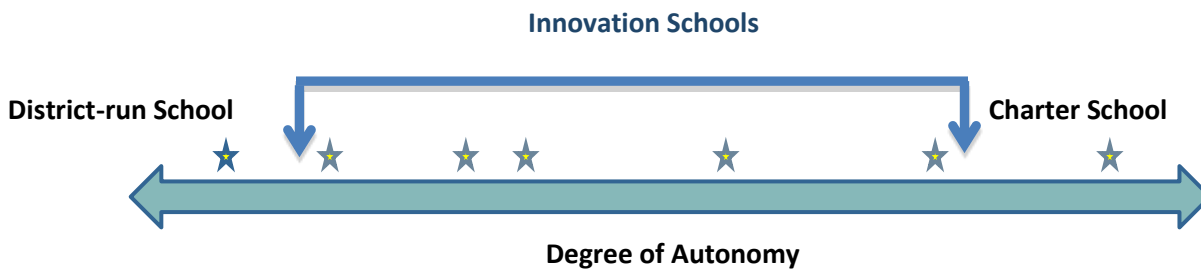 Innovation Schools
District-run School
Charter School
Degree of Autonomy